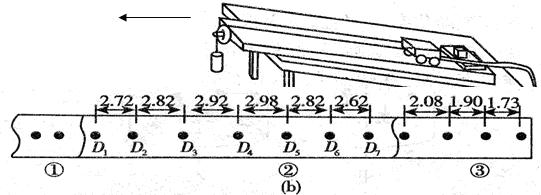 2.72 2.82 2.92 2.98 2.82 2.62 2.08 1.90 1.73
D₁ D₂ D₃ D₄ D₅ D₆ D₇
① ② ③
(b)